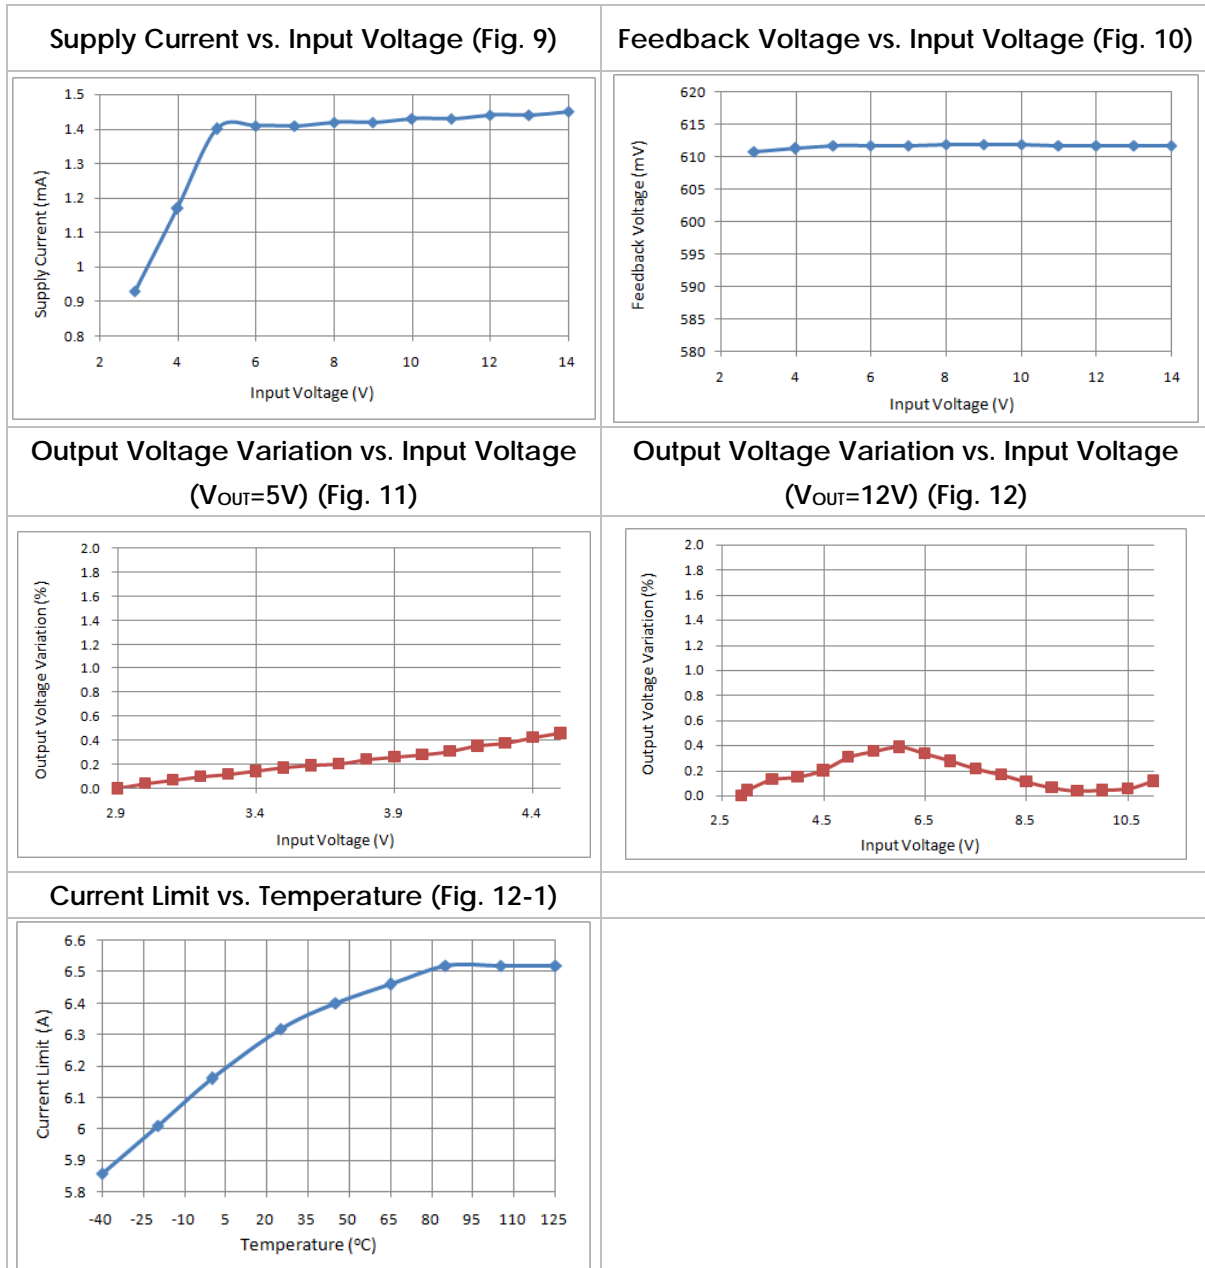 Supply Current vs. Input Voltage (Fig. 9)
1.5
1.4
1.3
1.2
1.1
1
0.9
0.8
Supply Current (mA)
2 4 6 8 10 12 14
Input Voltage (V)
Feedback Voltage vs. Input Voltage (Fig. 10)
620
615
610
605
600
595
590
585
580
Feedback Voltage (mV)
2 4 6 8 10 12 14
Input Voltage (V)
Output Voltage Variation vs. Input Voltage
(VOUT=5V) (Fig. 11)
2.0
1.8
1.6
1.4
1.2
1.0
0.8
0.6
0.4
0.2
0.0
Output Voltage Variation (%)
2.9 3.4 3.9 4.4
Input Voltage (V)
Output Voltage Variation vs. Input Voltage
(VOUT=12V) (Fig. 12)
2.0
1.8
1.6
1.4
1.2
1.0
0.8
0.6
0.4
0.2
0.0
Output Voltage Variation (%)
2.5 4.5 6.5 8.5 10.5
Input Voltage (V)
Current Limit vs. Temperature (Fig. 12-1)
6.6
6.5
6.4
6.3
6.2
6.1
6
5.9
5.8
Current Limit (A)
-40 -25 -10 5 20 35 50 65 80 95 110 125
Temperature (ºC)